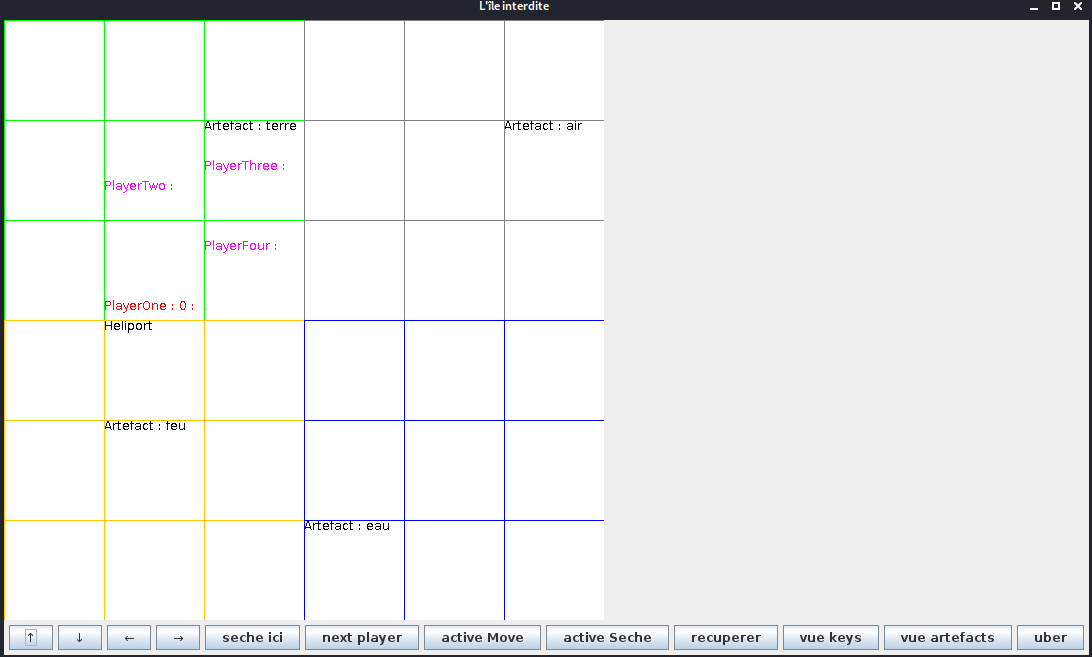 L'île interdite
Artefact : terre
Artefact : air
PlayerThree :
PlayerTwo :
PlayerFour :
PlayerOne : 0 :
Heliport
Artefact : feu
Artefact : eau
↑ ↓ ← → seche ici next player active Move active Seche recuperer vue keys vue artefacts uber